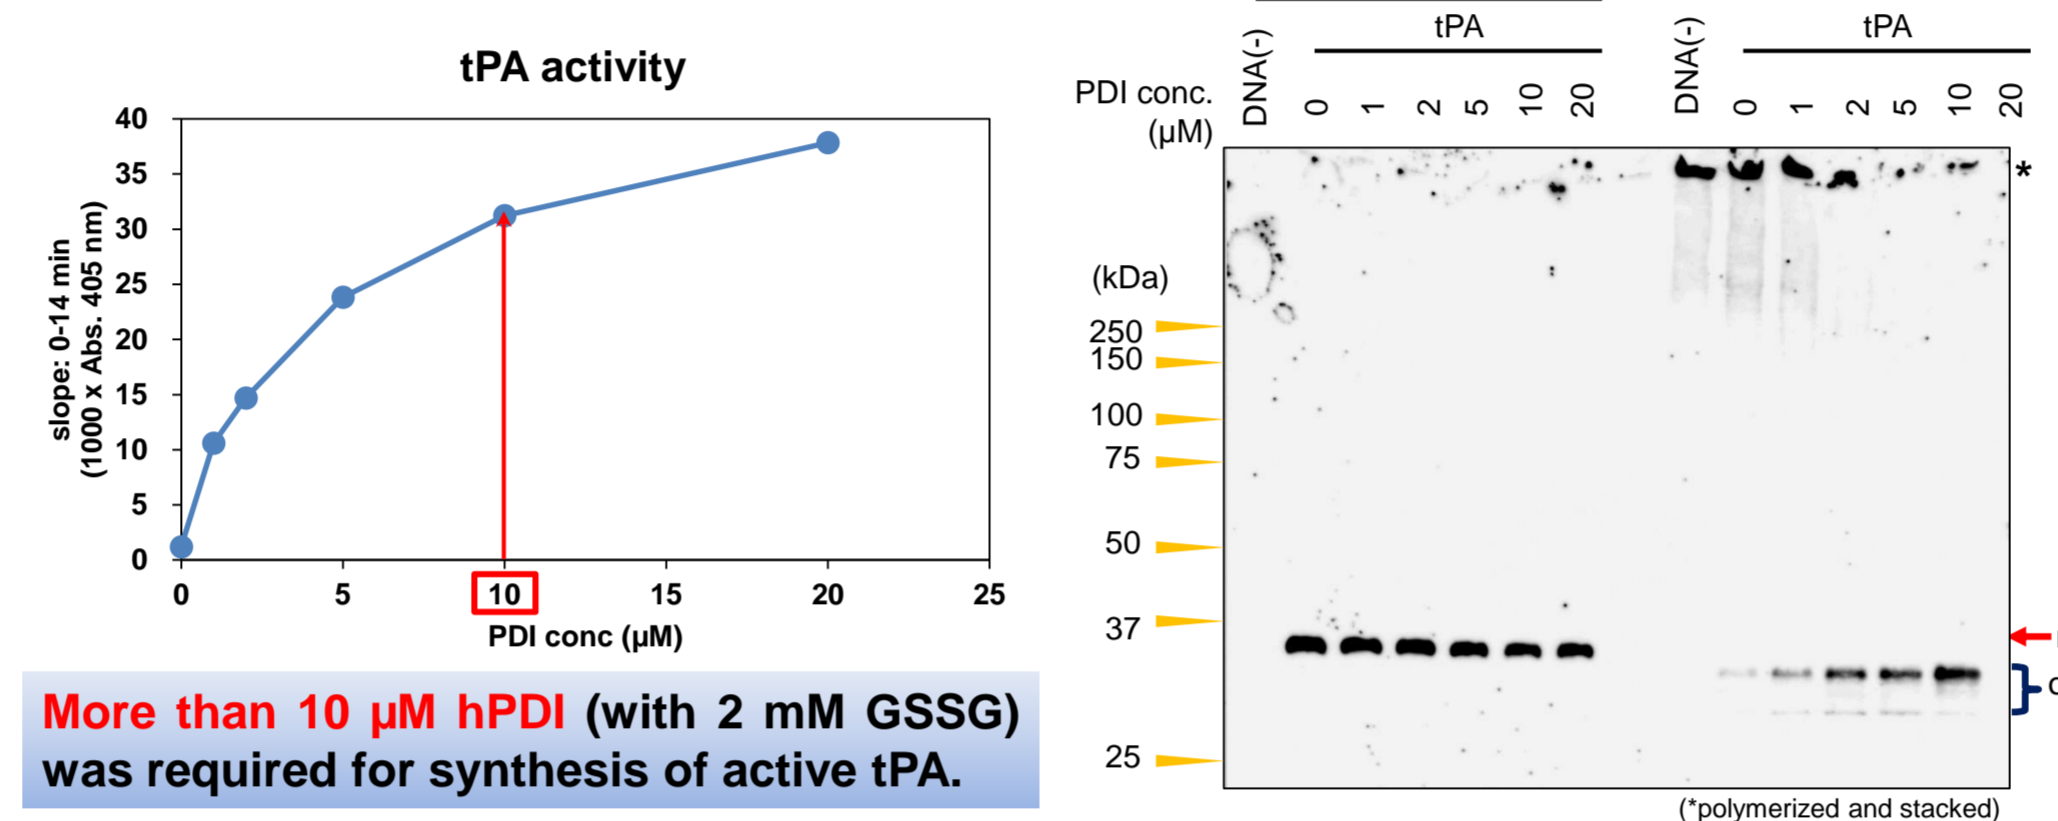 tPA activity
40
35
30
25
20
15
10
5
0
slope: 0-14 min
(1000 x Abs. 405 nm)
0 5 10 15 20 25
PDI conc (µM)
More than 10 µM hPDI (with 2 mM GSSG)
was required for synthesis of active tPA.
tPA tPA
DNA(-) DNA(-)
PDI conc.
(µM)
0 1 2 5 10 20 0 1 2 5 10 20
*
(kDa)
250
150
100
75
50
37
25
(*polymerized and stacked)